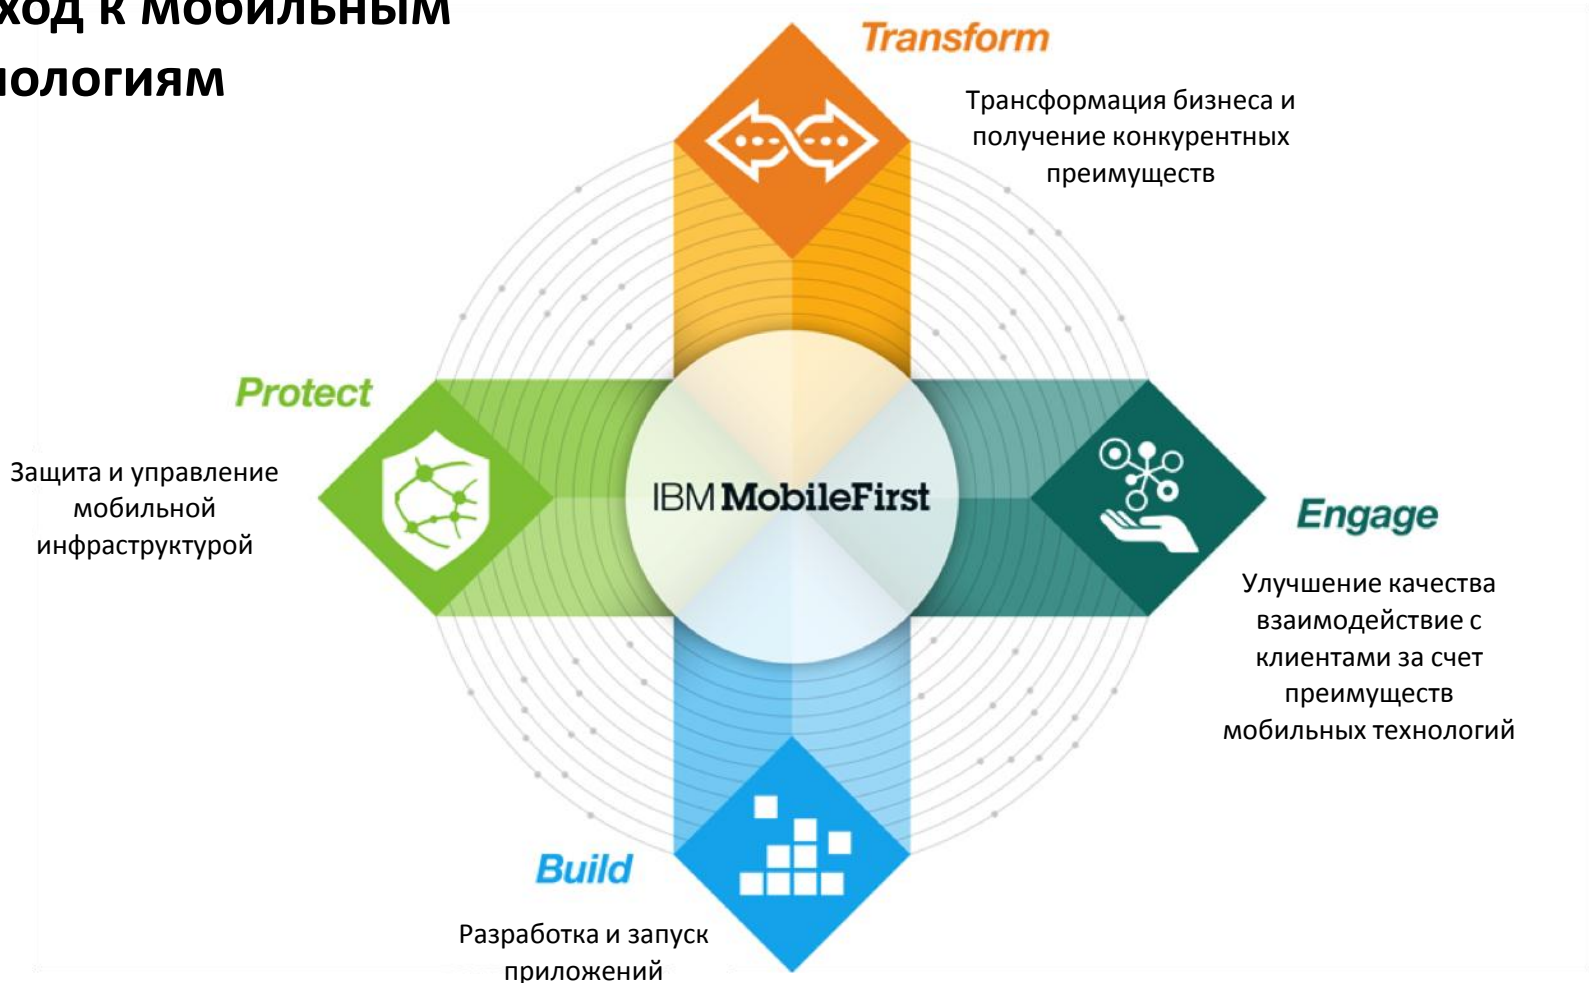 ход к мобильным
нологиям
Transform
Трансформация бизнеса и
получение конкурентных
преимуществ
Protect
Защита и управление
мобильной
инфраструктурой
IBM MobileFirst
Engage
Улучшение качества
взаимодействие с
клиентами за счет
преимуществ
мобильных технологий
Build
Разработка и запуск
приложений